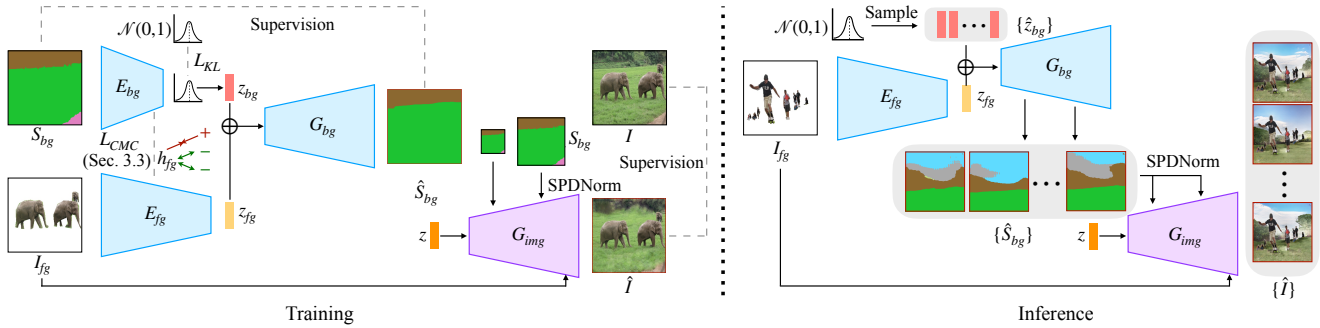 𝒩(0,1)
Supervision
L_KL
E_bg
z_bg
G_bg
S_bg
L_CMC
(Sec. 3.3)
h_fg
+
−
−
E_fg
z_fg
I_fg
Ŝ_bg
S_bg
SPDNorm
I
Supervision
z
G_img
Î
Training
𝒩(0,1)
Sample
{ẑ_bg}
G_bg
E_fg
z_fg
I_fg
SPDNorm
{Ŝ_bg}
z
G_img
{Î}
Inference